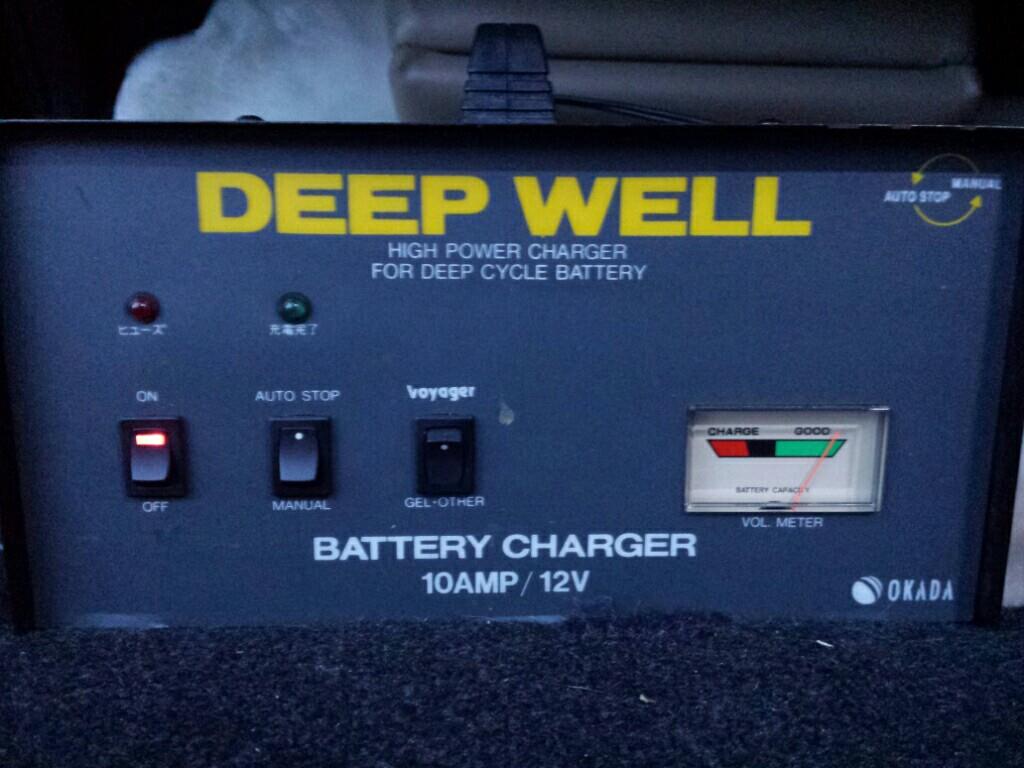 DEEP WELL
MANUAL
AUTO STOP
HIGH POWER CHARGER
FOR DEEP CYCLE BATTERY
ヒューズ
充電完了
ON
AUTO STOP
Voyager
CHARGE GOOD
BATTERY CAPACITY
OFF
MANUAL
GEL-OTHER
VOL. METER
BATTERY CHARGER
10AMP/12V
OKADA